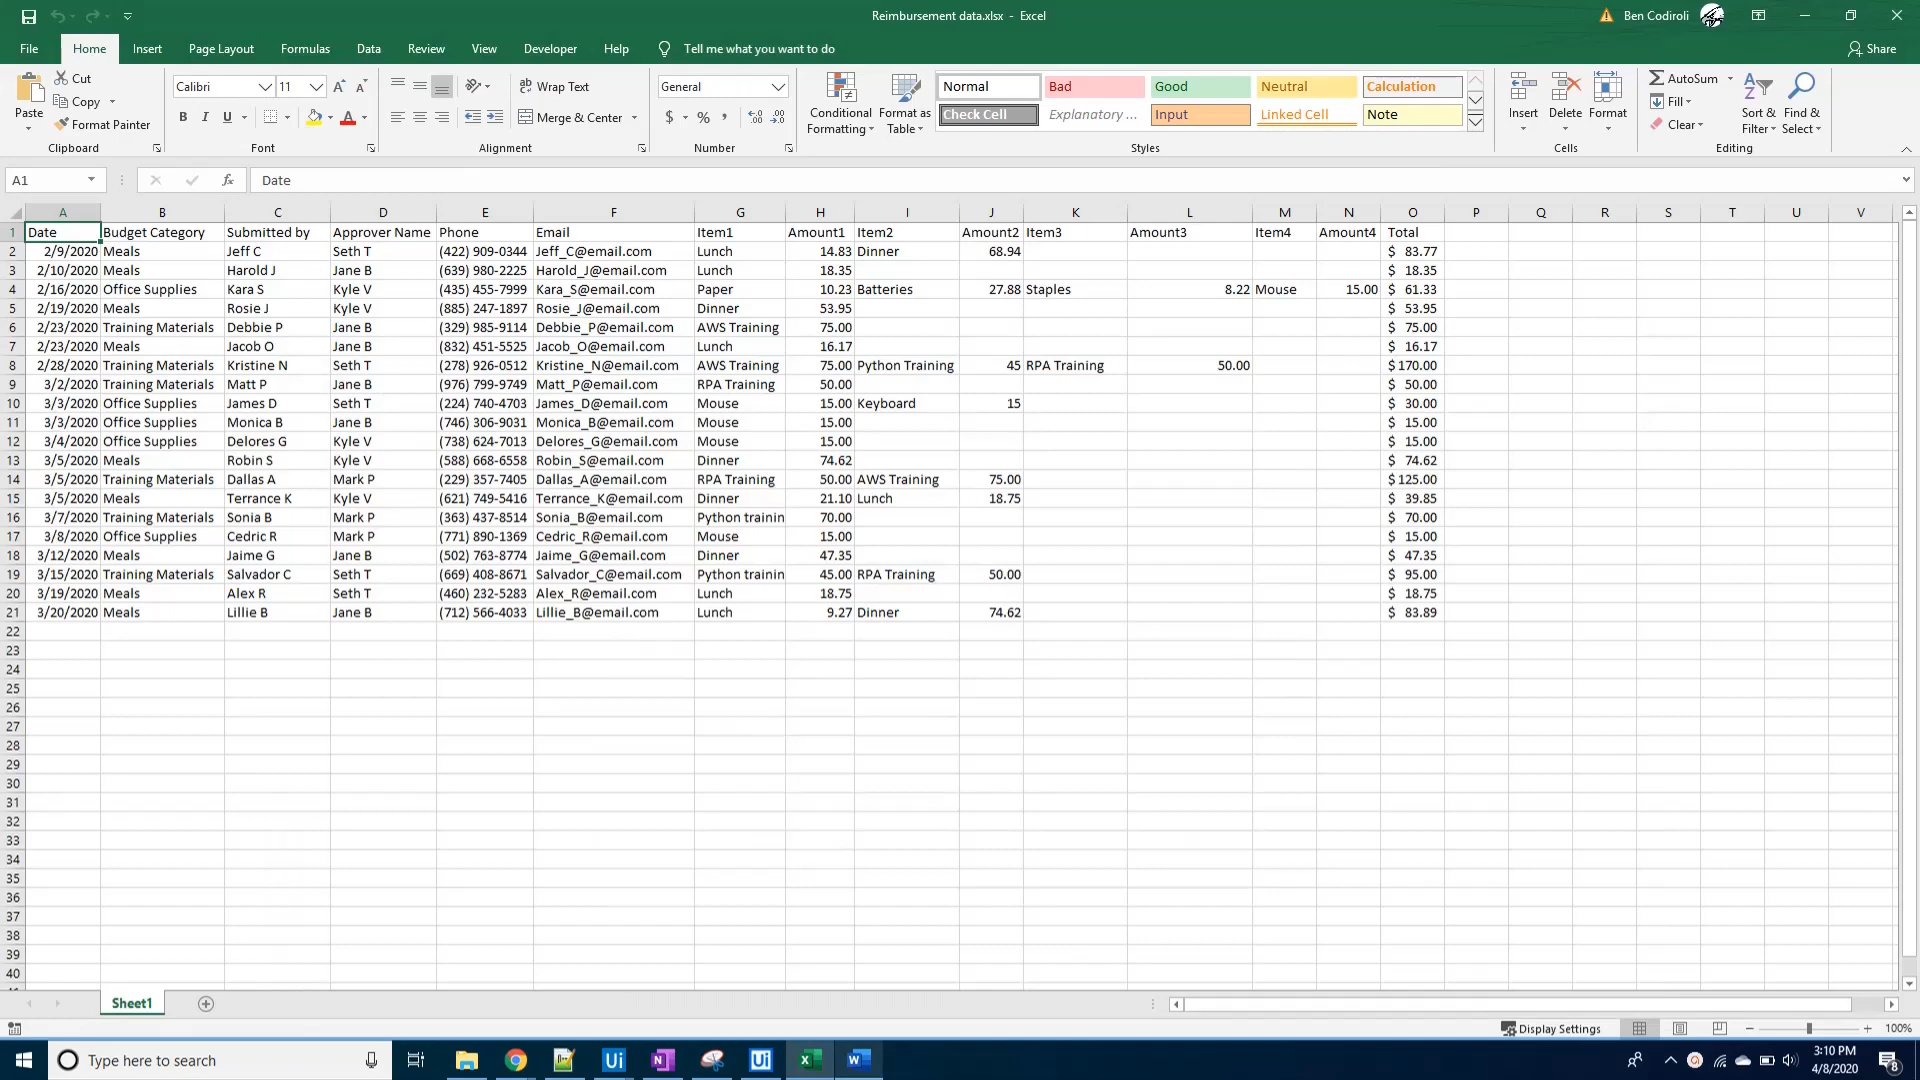 Reimbursement data.xlsx - Excel
Ben Codiroli
File Home Insert Page Layout Formulas Data Review View Developer Help Tell me what you want to do Share
Paste Cut Copy Format Painter Clipboard
Calibri 11 B I U Font
Wrap Text Merge & Center Alignment
General $ % , Number
Conditional Formatting Format as Table
Normal Bad Good Neutral Calculation
Check Cell Explanatory ... Input Linked Cell Note
Styles
Insert Delete Format Cells
AutoSum Fill Clear Sort & Filter Find & Select Editing
A1 fx Date
A B C D E F G H I J K L M N O P Q R S T U V
1 Date Budget Category Submitted by Approver Name Phone Email Item1 Amount1 Item2 Amount2 Item3 Amount3 Item4 Amount4 Total
2 2/9/2020 Meals Jeff C Seth T (422) 909-0344 Jeff_C@email.com Lunch 14.83 Dinner 68.94 $ 83.77
3 2/10/2020 Meals Harold J Jane B (639) 980-2225 Harold_J@email.com Lunch 18.35 $ 18.35
4 2/16/2020 Office Supplies Kara S Kyle V (435) 455-7999 Kara_S@email.com Paper 10.23 Batteries 27.88 Staples 8.22 Mouse 15.00 $ 61.33
5 2/19/2020 Meals Rosie J Kyle V (885) 247-1897 Rosie_J@email.com Dinner 53.95 $ 53.95
6 2/23/2020 Training Materials Debbie P Jane B (329) 985-9114 Debbie_P@email.com AWS Training 75.00 $ 75.00
7 2/23/2020 Meals Jacob O Jane B (832) 451-5525 Jacob_O@email.com Lunch 16.17 $ 16.17
8 2/28/2020 Training Materials Kristine N Seth T (278) 926-0512 Kristine_N@email.com AWS Training 75.00 Python Training 45 RPA Training 50.00 $ 170.00
9 3/2/2020 Training Materials Matt P Jane B (976) 799-9749 Matt_P@email.com RPA Training 50.00 $ 50.00
10 3/3/2020 Office Supplies James D Seth T (224) 740-4703 James_D@email.com Mouse 15.00 Keyboard 15 $ 30.00
11 3/3/2020 Office Supplies Monica B Jane B (746) 306-9031 Monica_B@email.com Mouse 15.00 $ 15.00
12 3/4/2020 Office Supplies Delores G Kyle V (738) 624-7013 Delores_G@email.com Mouse 15.00 $ 15.00
13 3/5/2020 Meals Robin S Kyle V (588) 668-6558 Robin_S@email.com Dinner 74.62 $ 74.62
14 3/5/2020 Training Materials Dallas A Mark P (229) 357-7405 Dallas_A@email.com RPA Training 50.00 AWS Training 75.00 $ 125.00
15 3/5/2020 Meals Terrance K Kyle V (621) 749-5416 Terrance_K@email.com Dinner 21.10 Lunch 18.75 $ 39.85
16 3/7/2020 Training Materials Sonia B Mark P (363) 437-8514 Sonia_B@email.com Python trainin 70.00 $ 70.00
17 3/8/2020 Office Supplies Cedric R Mark P (771) 890-1369 Cedric_R@email.com Mouse 15.00 $ 15.00
18 3/12/2020 Meals Jaime G Jane B (502) 763-8774 Jaime_G@email.com Dinner 47.35 $ 47.35
19 3/15/2020 Training Materials Salvador C Seth T (669) 408-8671 Salvador_C@email.com Python trainin 45.00 RPA Training 50.00 $ 95.00
20 3/19/2020 Meals Alex R Seth T (460) 232-5283 Alex_R@email.com Lunch 18.75 $ 18.75
21 3/20/2020 Meals Lillie B Jane B (712) 566-4033 Lillie_B@email.com Lunch 9.27 Dinner 74.62 $ 83.89
22
23
24
25
26
27
28
29
30
31
32
33
34
35
36
37
38
39
40
Sheet1
Display Settings 100%
Type here to search
3:10 PM
4/8/2020
8